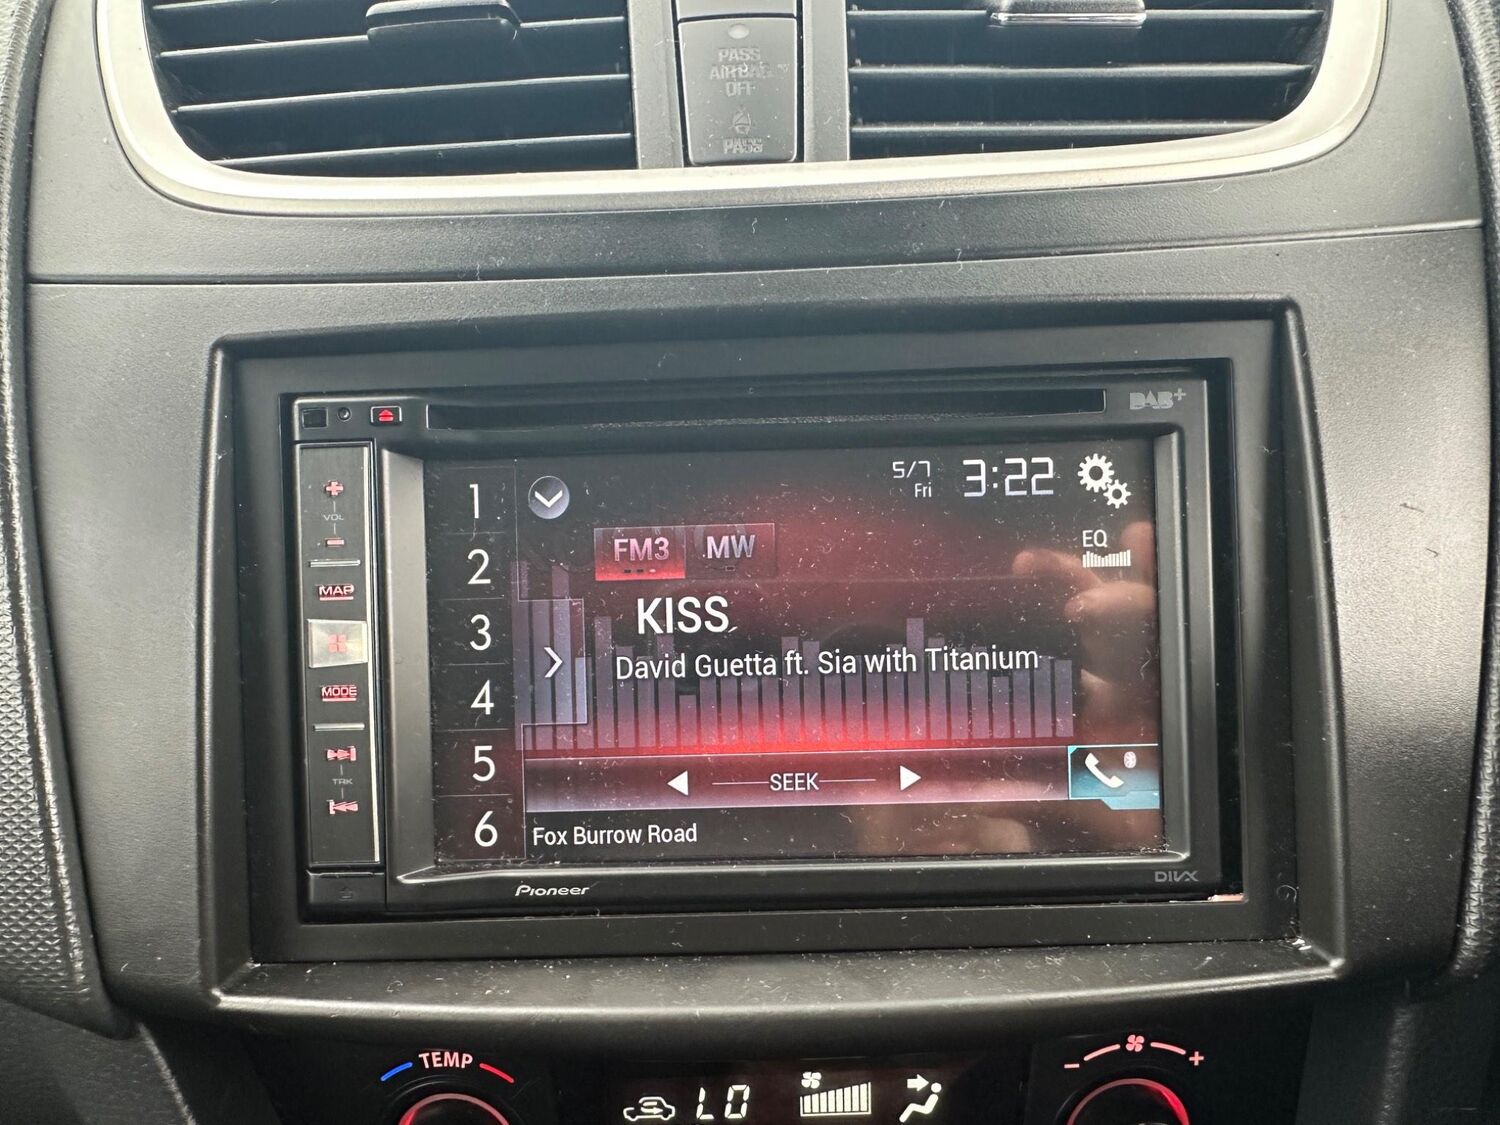 PASS
AIRBAG
OFF
PASS
DAB+
VOL
MAP
MODE
TRK
1
2
3
4
5
6
5/7
Fri
3:22
FM3
MW
EQ
KISS
David Guetta ft. Sia with Titanium
SEEK
Fox Burrow Road
Pioneer
DIVX
TEMP
LO